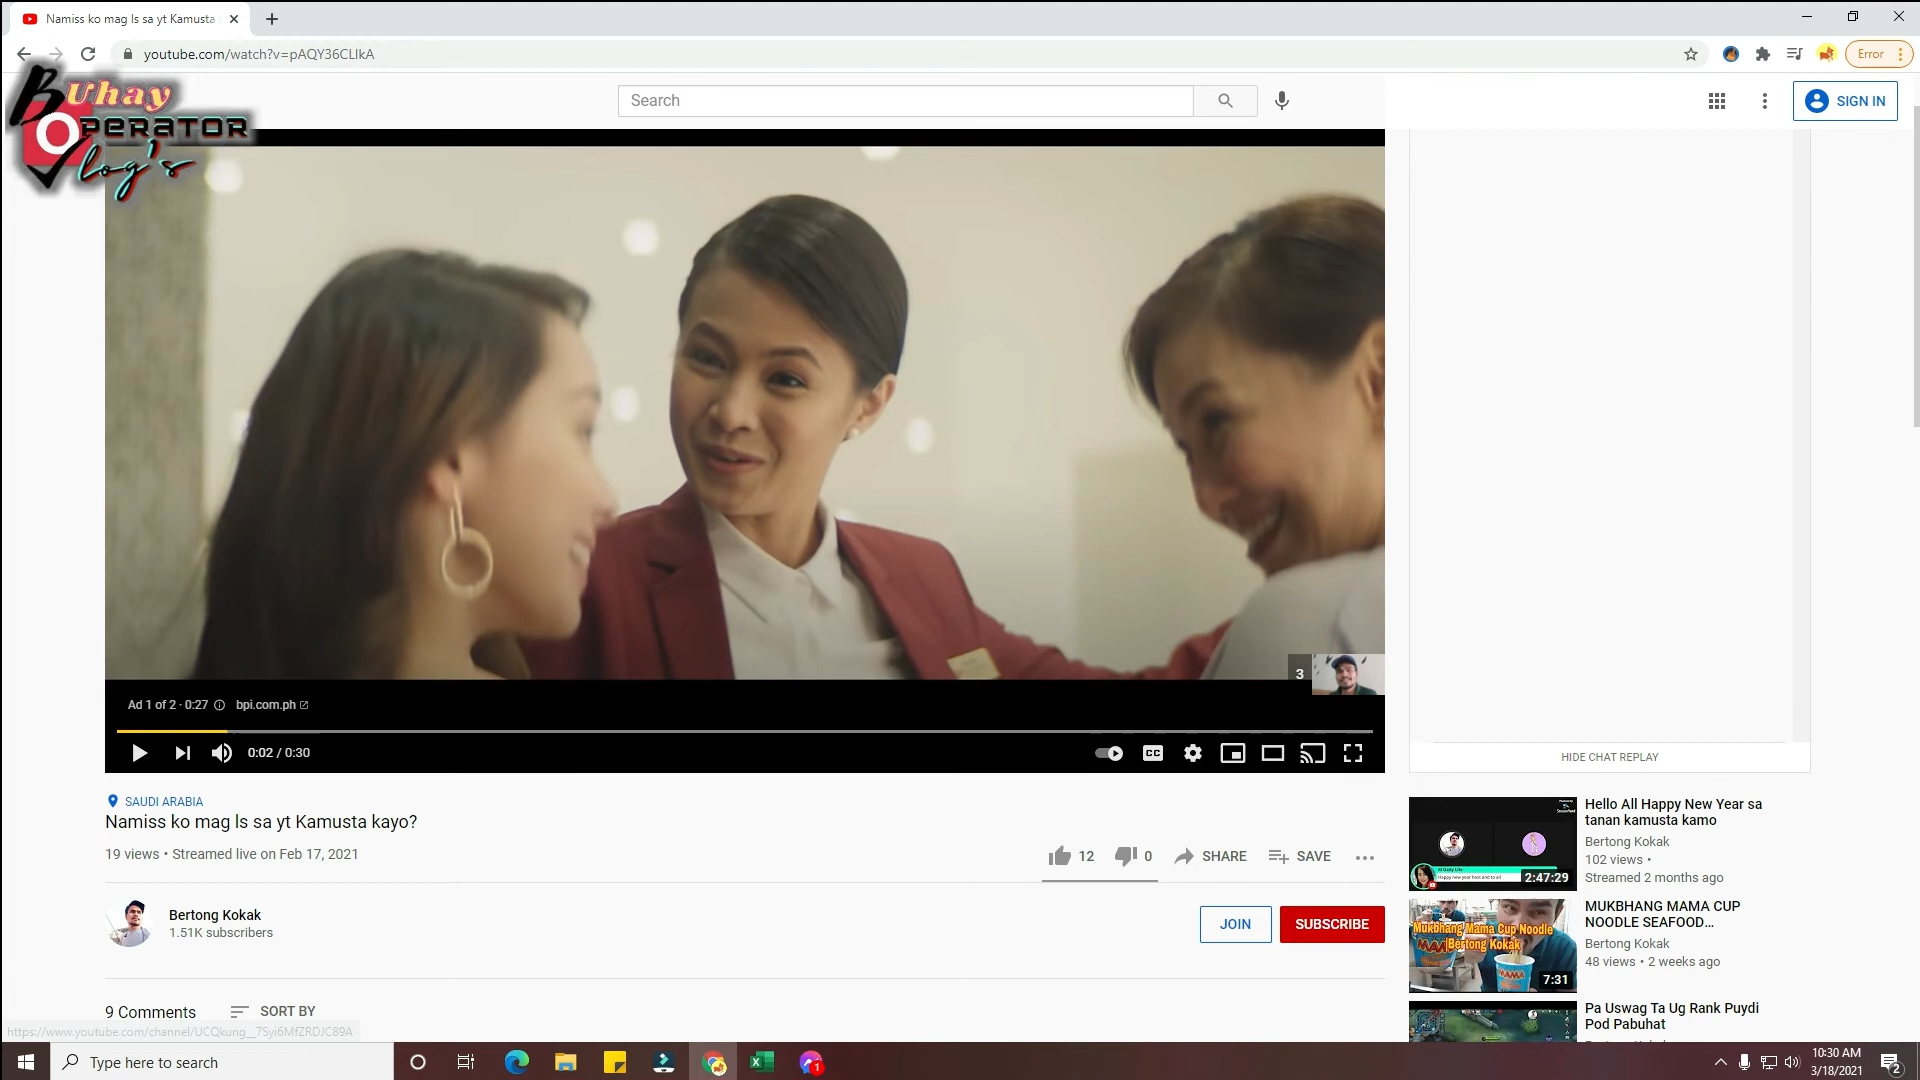 Namiss ko mag ls sa yt Kamusta
youtube.com/watch?v=pAQY36CLlkA
Error
BUhay
OPERATOR
Vlog's
Search
SIGN IN
3
Ad 1 of 2 · 0:27
bpi.com.ph
0:02 / 0:30
CC
HIDE CHAT REPLAY
SAUDI ARABIA
Namiss ko mag ls sa yt Kamusta kayo?
19 views • Streamed live on Feb 17, 2021
12
0
SHARE
SAVE
Bertong Kokak
1.51K subscribers
JOIN
SUBSCRIBE
9 Comments
SORT BY
https://www.youtube.com/channel/UCQkung__7Syi6MfZRDJC89A
2:47:29
Hello All Happy New Year sa
tanan kamusta kamo
Bertong Kokak
102 views •
Streamed 2 months ago
Mukbhang Mama Cup Noodle
Bertong Kokak
MAMA
7:31
MUKBHANG MAMA CUP
NOODLE SEAFOOD...
Bertong Kokak
48 views • 2 weeks ago
Pa Uswag Ta Ug Rank Puydi
Pod Pabuhat
Type here to search
1
10:30 AM
3/18/2021
2